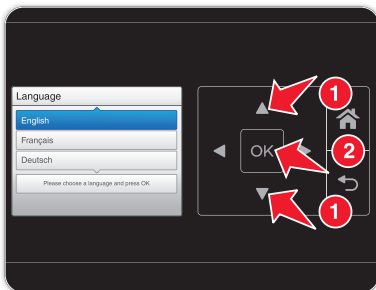 Language
English
Français
Deutsch
Please choose a language and press OK
OK
1
2
1